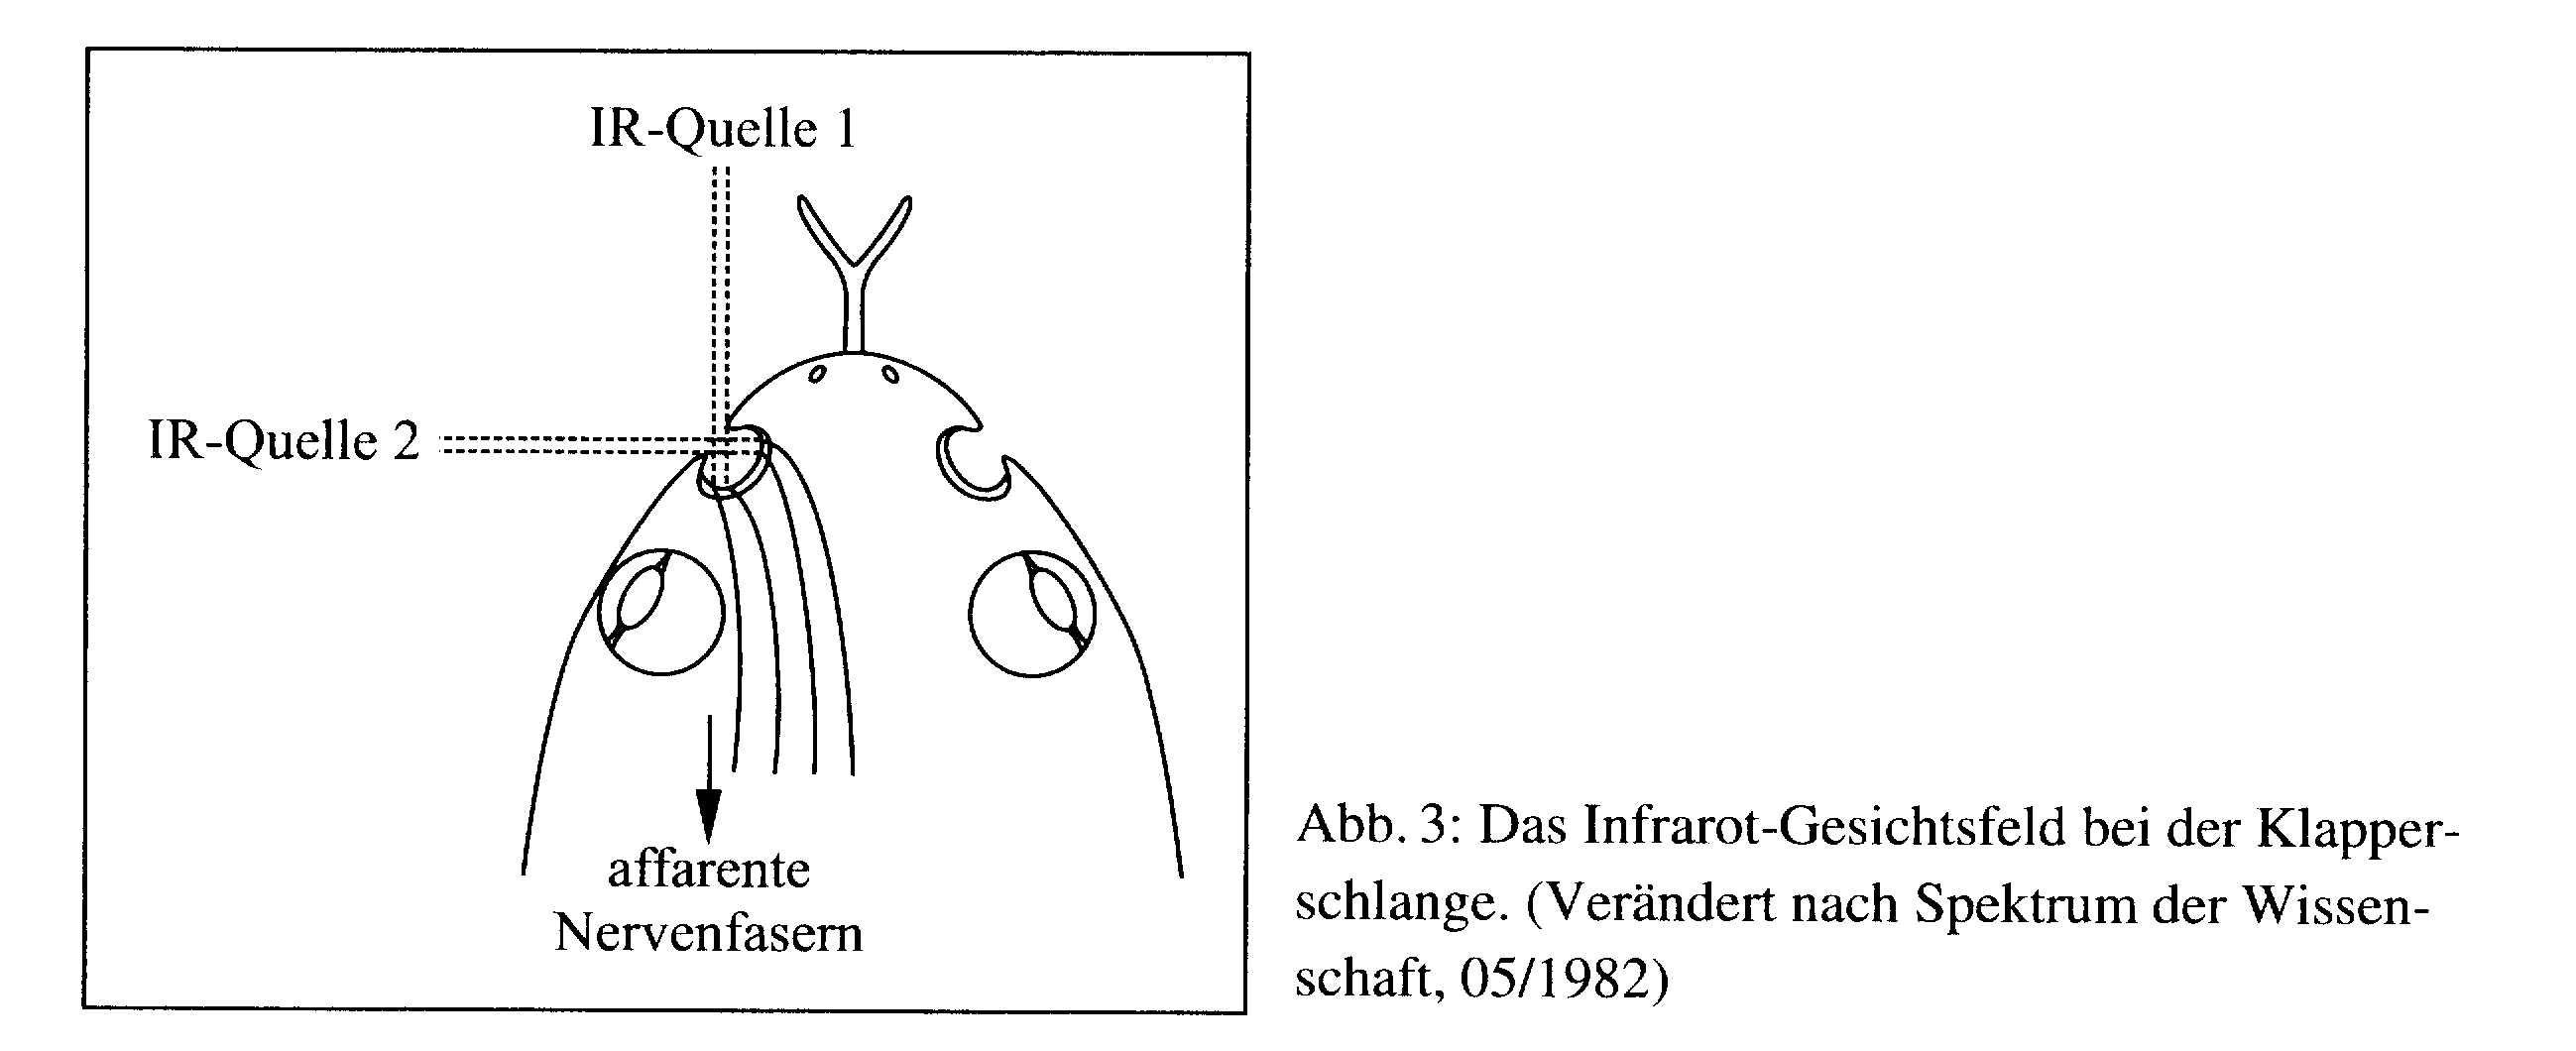 IR-Quelle 1
IR-Quelle 2
affarente
Nervenfasern
Abb. 3: Das Infrarot-Gesichtsfeld bei der Klapper-
schlange. (Verändert nach Spektrum der Wissen-
schaft, 05/1982)